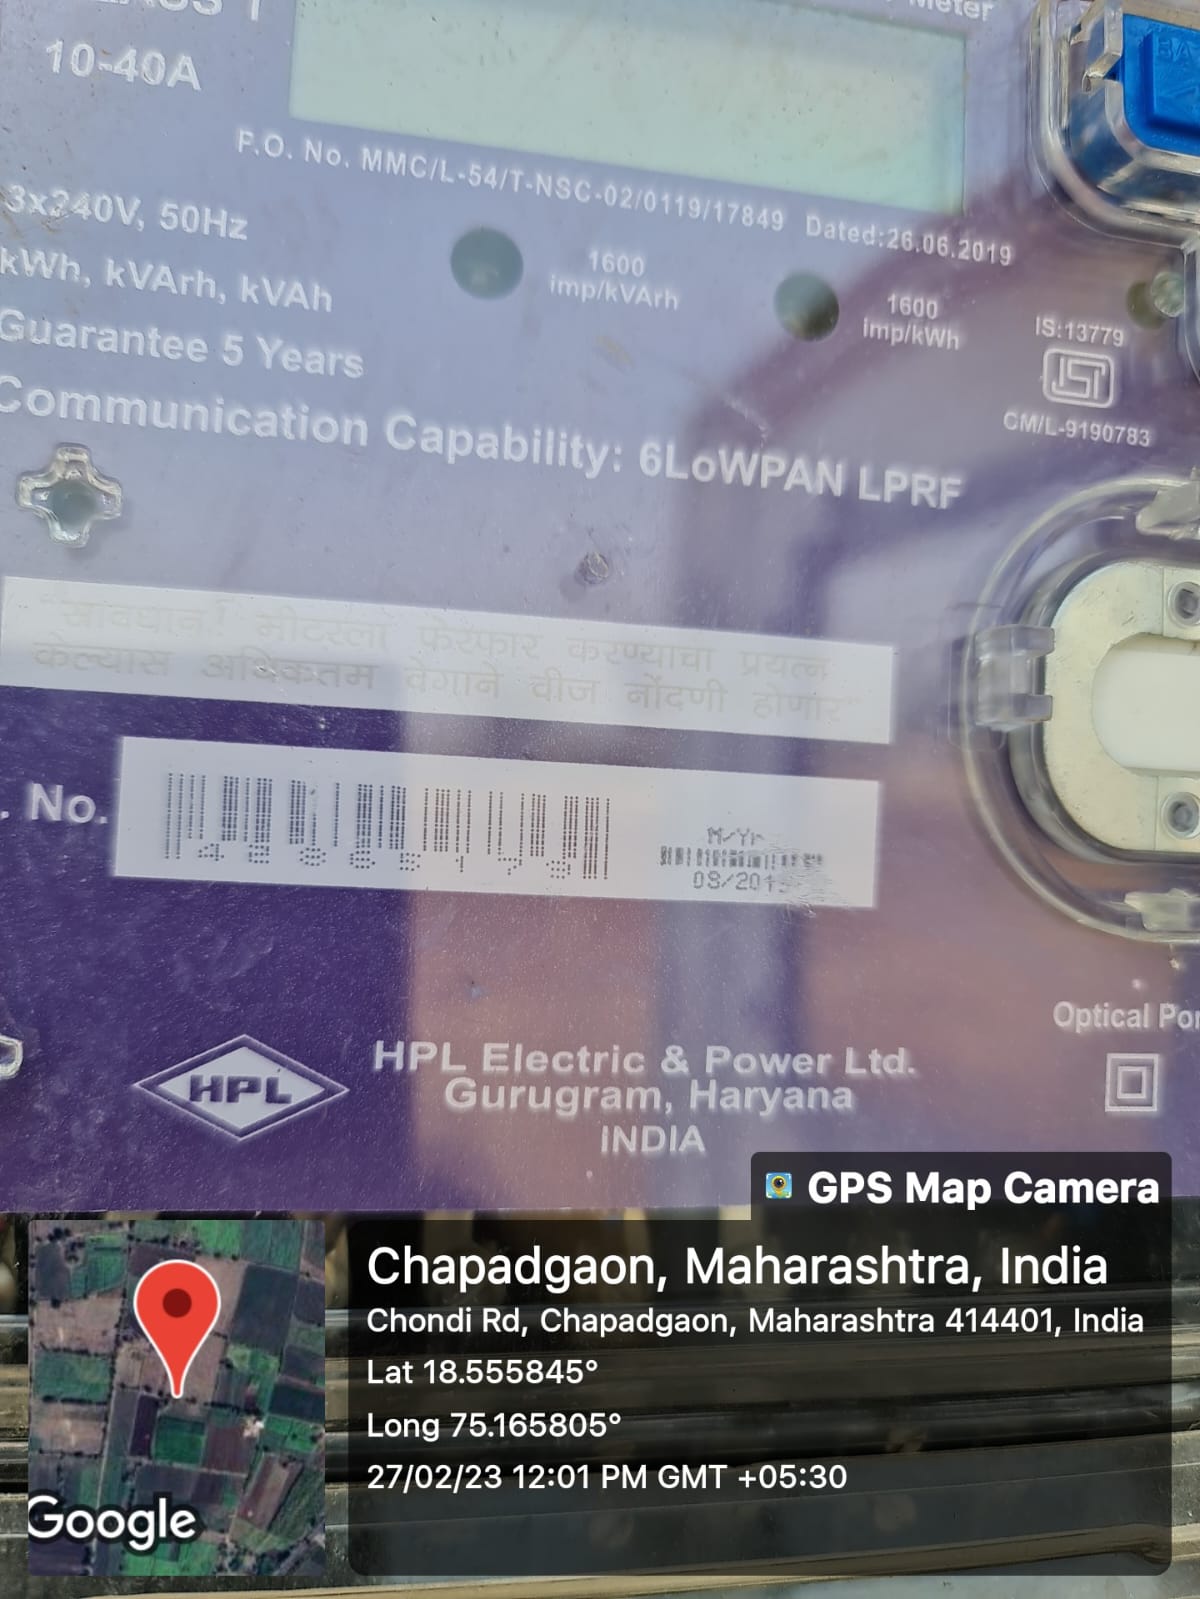 10-40A
P.O. No. MMC/L-54/T-NSC-02/0119/17849 Dated:26.06.2019
3x240V, 50Hz
kWh, kVArh, kVAh
Guarantee 5 Years
1600
imp/kVArh
1600
imp/kWh
IS:13779
ISI
CM/L-9190783
Communication Capability: 6LoWPAN LPRF
"सावधान! मीटरला फेरफार करण्याचा प्रयत्न
केल्यास अधिकतम वेगाने वीज नोंदणी होणार"
. No.
M/Yr
HPL
HPL Electric & Power Ltd.
Gurugram, Haryana
INDIA
Optical
GPS Map Camera
Chapadgaon, Maharashtra, India
Chondi Rd, Chapadgaon, Maharashtra 414401, India
Lat 18.555845°
Long 75.165805°
27/02/23 12:01 PM GMT +05:30
Google